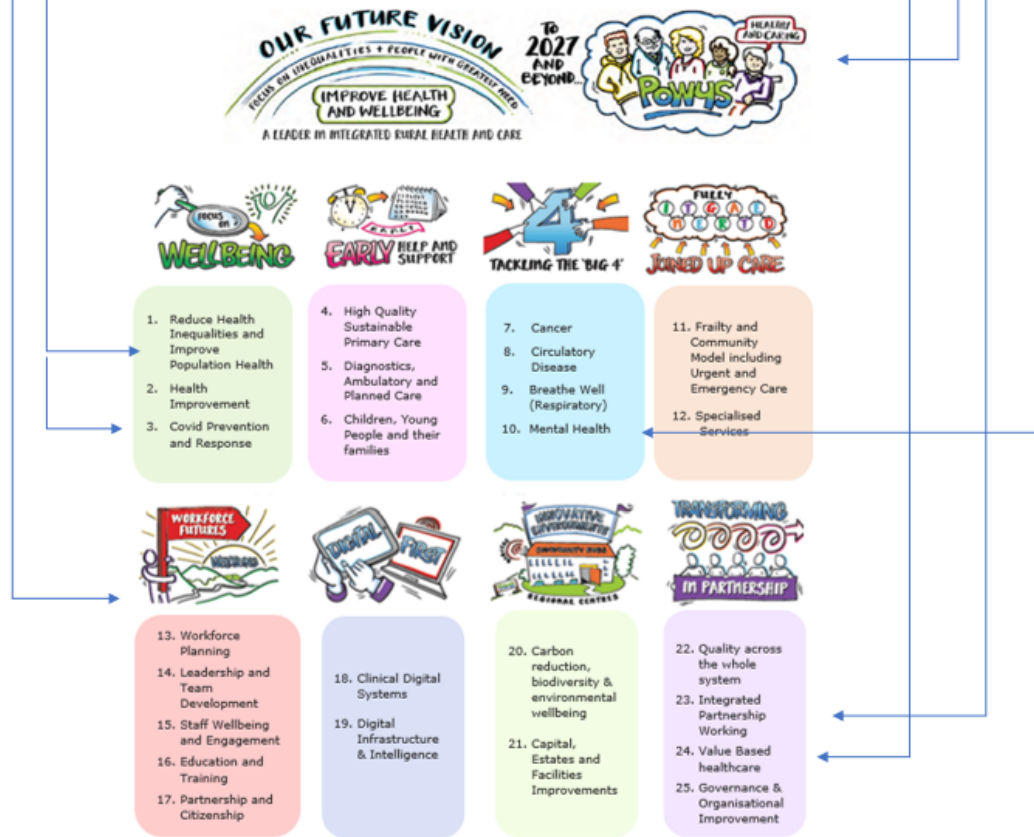 OUR FUTURE VISION
FOCUS ON INEQUALITIES + PEOPLE WITH GREATEST NEED
IMPROVE HEALTH
AND WELLBEING
A LEADER IN INTEGRATED RURAL HEALTH AND CARE
TO
2027
AND
BEYOND...
HEALTHY
AND CARING
POWYS
FOCUS
ON
WELLBEING
EARLY HELP AND
SUPPORT
4
TACKLING THE 'BIG 4'
FULLY
JOINED UP CARE
1. Reduce Health
Inequalities and
Improve
Population Health
2. Health
Improvement
3. Covid Prevention
and Response
4. High Quality
Sustainable
Primary Care
5. Diagnostics,
Ambulatory and
Planned Care
6. Children, Young
People and their
families
7. Cancer
8. Circulatory
Disease
9. Breathe Well
(Respiratory)
10. Mental Health
11. Frailty and
Community
Model including
Urgent and
Emergency Care
12. Specialised
Services
WORKFORCE
FUTURES
DIGITAL
FIRST
INNOVATIVE
ENVIRONMENTS
COMMUNITY HUBS
REGIONAL CENTRES
TRANSFORMING
IN PARTNERSHIP
13. Workforce
Planning
14. Leadership and
Team
Development
15. Staff Wellbeing
and Engagement
16. Education and
Training
17. Partnership and
Citizenship
18. Clinical Digital
Systems
19. Digital
Infrastructure
& Intelligence
20. Carbon
reduction,
biodiversity &
environmental
wellbeing
21. Capital,
Estates and
Facilities
Improvements
22. Quality across
the whole
system
23. Integrated
Partnership
Working
24. Value Based
healthcare
25. Governance &
Organisational
Improvement